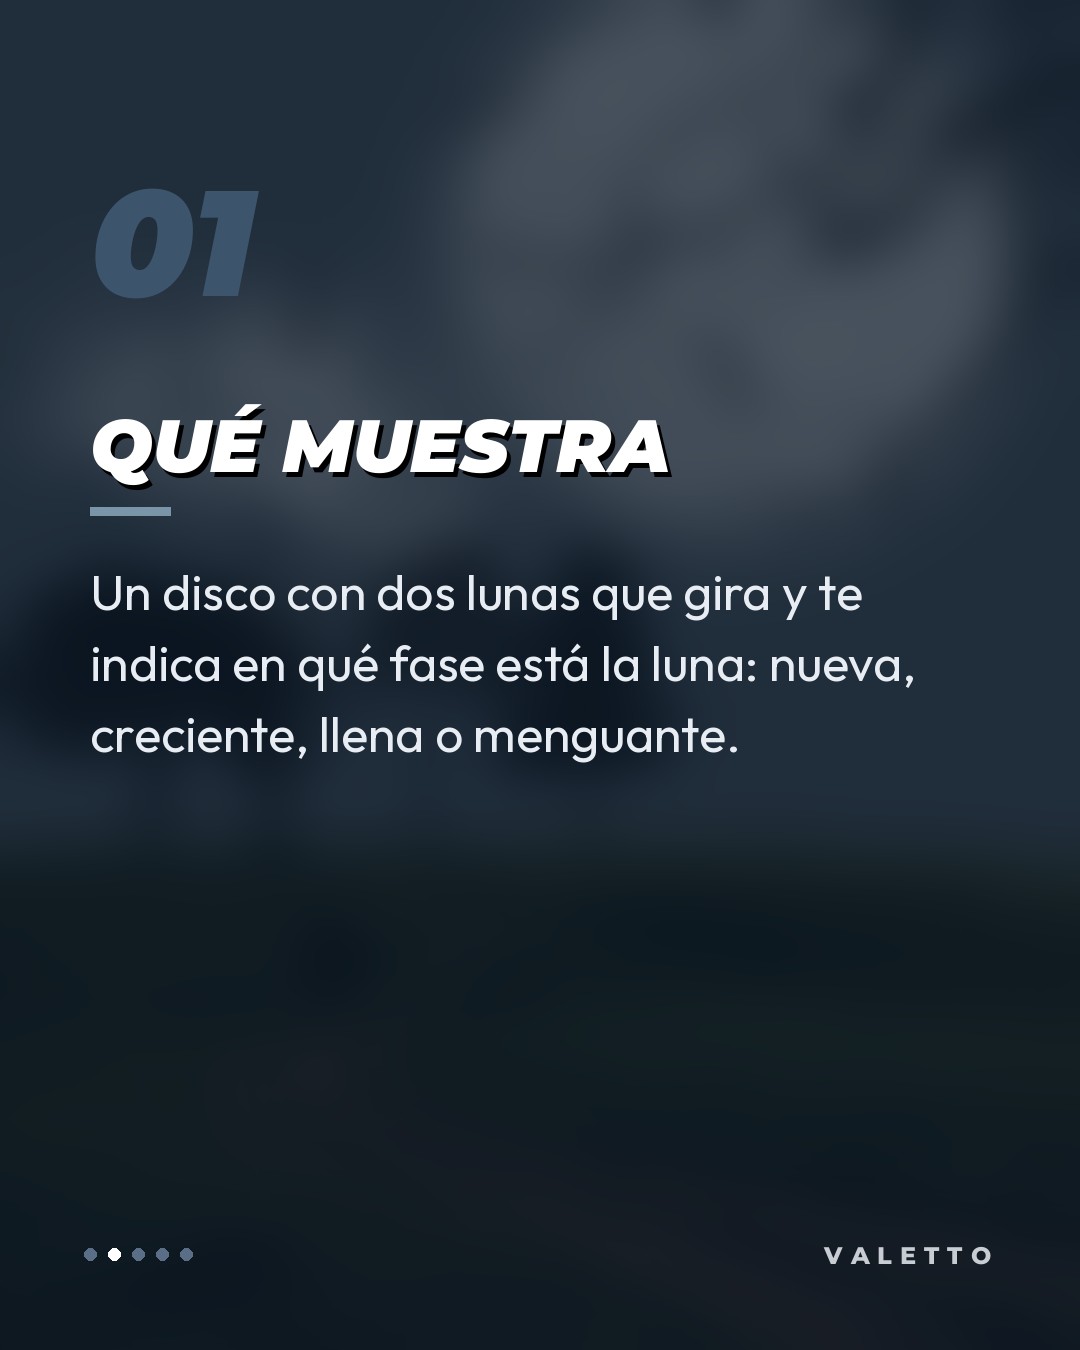 01
QUÉ MUESTRA
Un disco con dos lunas que gira y te
indica en qué fase está la luna: nueva,
creciente, llena o menguante.
VALETTO